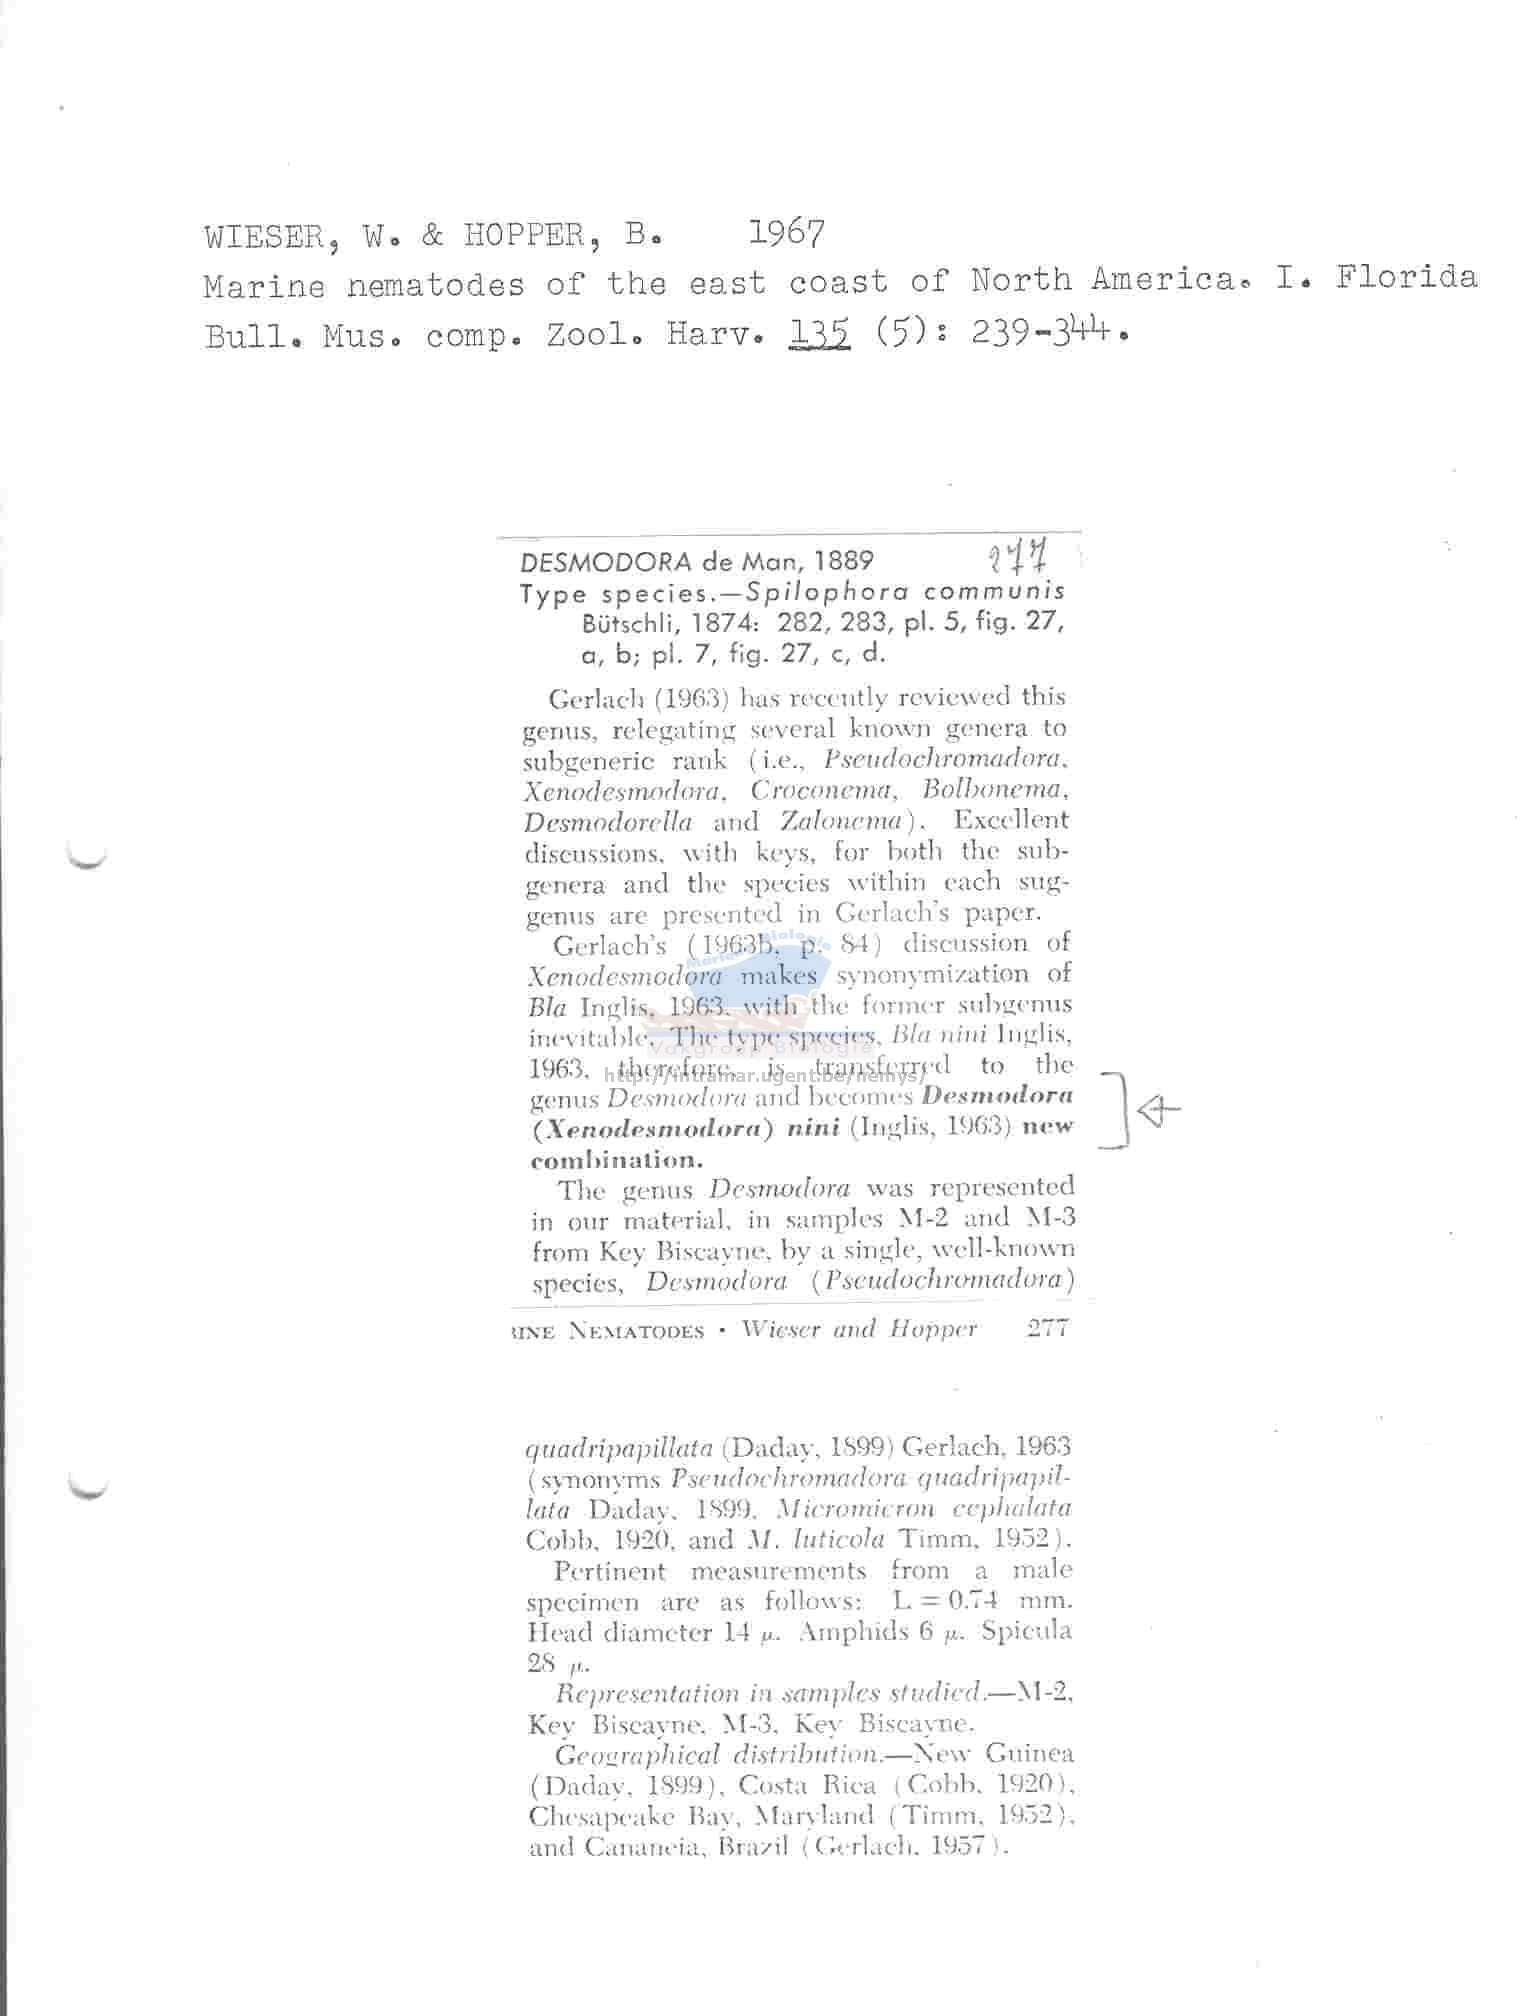 WIESER, W. & HOPPER, B. 1967
Marine nematodes of the east coast of North America. I. Florida
Bull. Mus. comp. Zool. Harv. 135 (5): 239-344.
DESMODORA de Man, 1889 277
Type species.—Spilophora communis
Bütschli, 1874: 282, 283, pl. 5, fig. 27,
a, b; pl. 7, fig. 27, c, d.
Gerlach (1963) has recently reviewed this
genus, relegating several known genera to
subgeneric rank (i.e., Pseudochromadora,
Xenodesmodora, Croconema, Bolbonema,
Desmodorella and Zalonema). Excellent
discussions, with keys, for both the sub-
genera and the species within each sug-
genus are presented in Gerlach's paper.
Gerlach's (1963b, p. 84) discussion of
Xenodesmodora makes synonymization of
Bla Inglis, 1963, with the former subgenus
inevitable. The type species, Bla nini Inglis,
1963, therefore, is transferred to the
genus Desmodora and becomes Desmodora
(Xenodesmodora) nini (Inglis, 1963) new
combination.
The genus Desmodora was represented
in our material, in samples M-2 and M-3
from Key Biscayne, by a single, well-known
species, Desmodora (Pseudochromadora)
Mariene Biologie
Vakgroep Biologie
http://intramar.ugent.be/nemys/
RINE NEMATODES • Wieser and Hopper 277
quadripapillata (Daday, 1899) Gerlach, 1963
(synonyms Pseudochromadora quadripapil-
lata Daday, 1899, Micromicron cephalata
Cobb, 1920, and M. luticola Timm, 1952).
Pertinent measurements from a male
specimen are as follows: L = 0.74 mm.
Head diameter 14 μ. Amphids 6 μ. Spicula
28 μ.
Representation in samples studied.—M-2,
Key Biscayne, M-3, Key Biscayne.
Geographical distribution.—New Guinea
(Daday, 1899), Costa Rica (Cobb, 1920),
Chesapeake Bay, Maryland (Timm, 1952),
and Cananeia, Brazil (Gerlach, 1957).